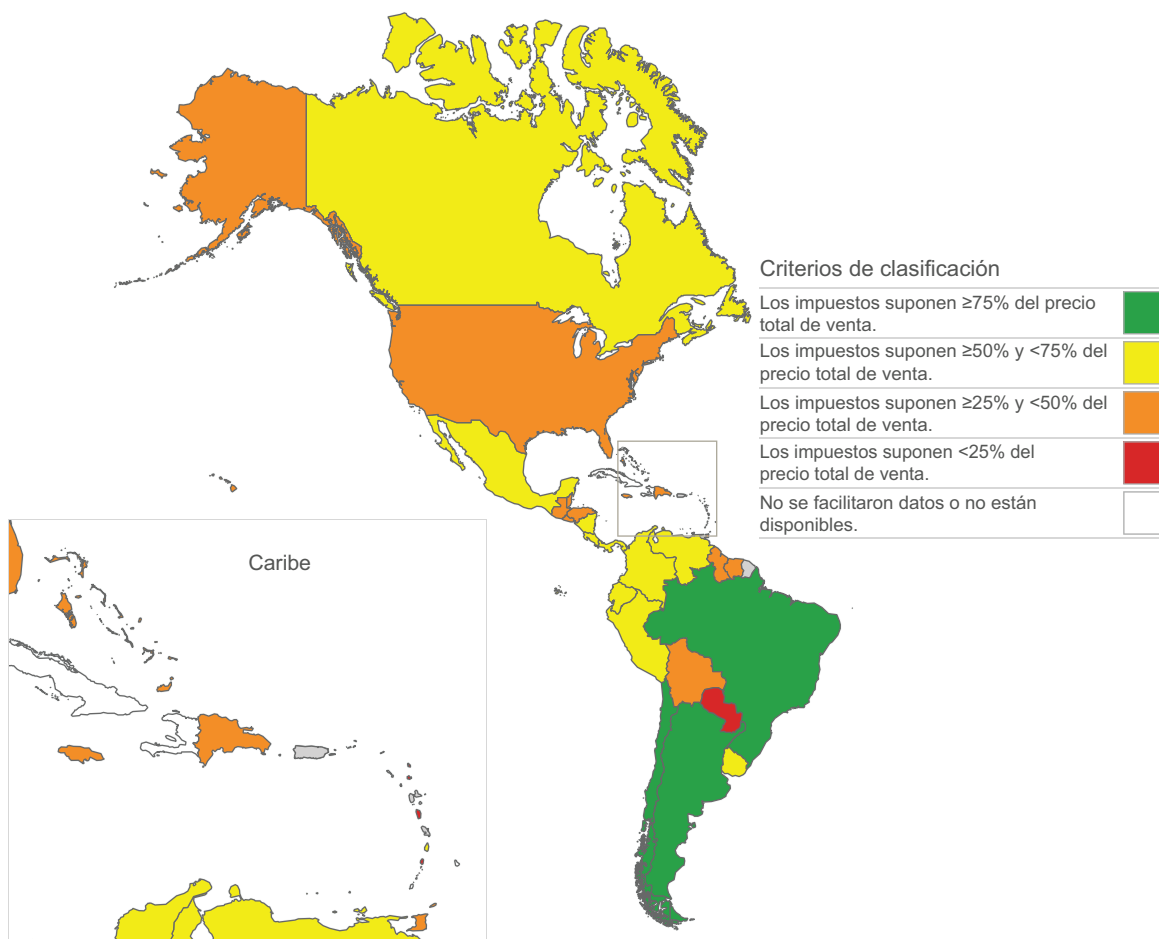 Criterios de clasificación
Los impuestos suponen ≥75% del precio
total de venta.
Los impuestos suponen ≥50% y <75% del
precio total de venta.
Los impuestos suponen ≥25% y <50% del
precio total de venta.
Los impuestos suponen <25% del
precio total de venta.
No se facilitaron datos o no están
disponibles.
Caribe